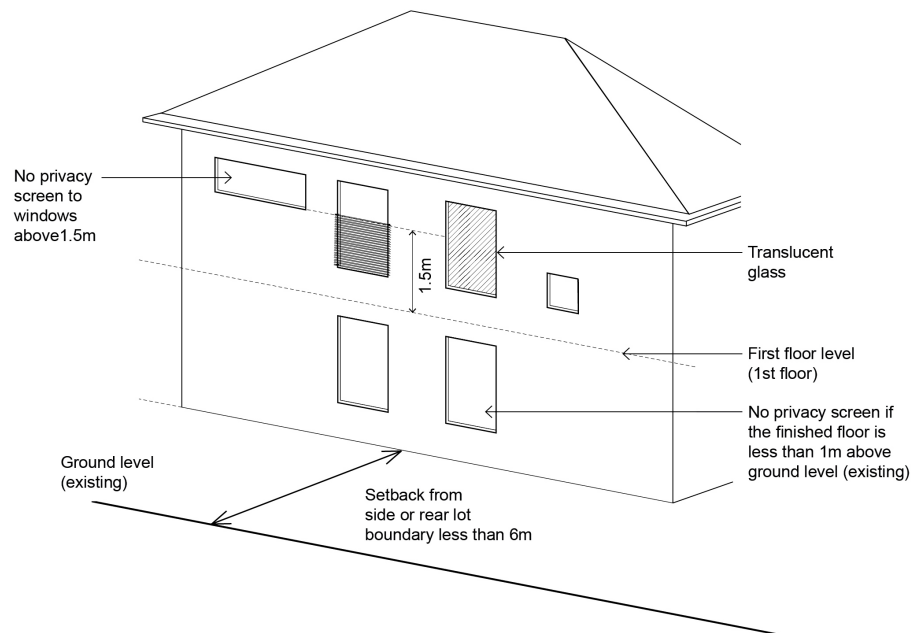 No privacy
screen to
windows
above1.5m
1.5m
Translucent
glass
First floor level
(1st floor)
No privacy screen if
the finished floor is
less than 1m above
ground level (existing)
Ground level
(existing)
Setback from
side or rear lot
boundary less than 6m